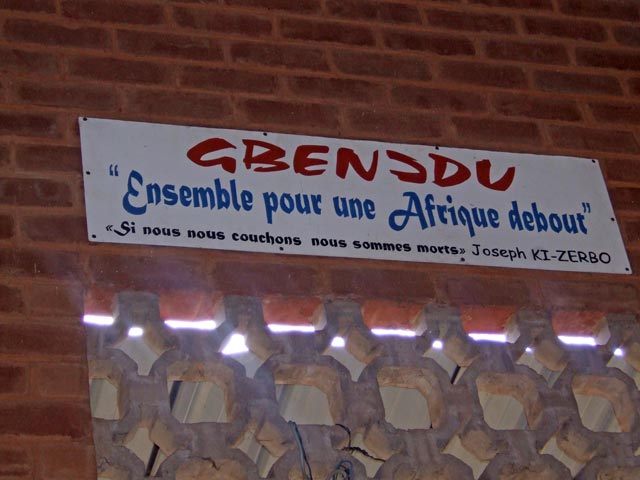 GBENJDU
"Ensemble pour une Afrique debout"
«Si nous nous couchons nous sommes morts» Joseph KI-ZERBO